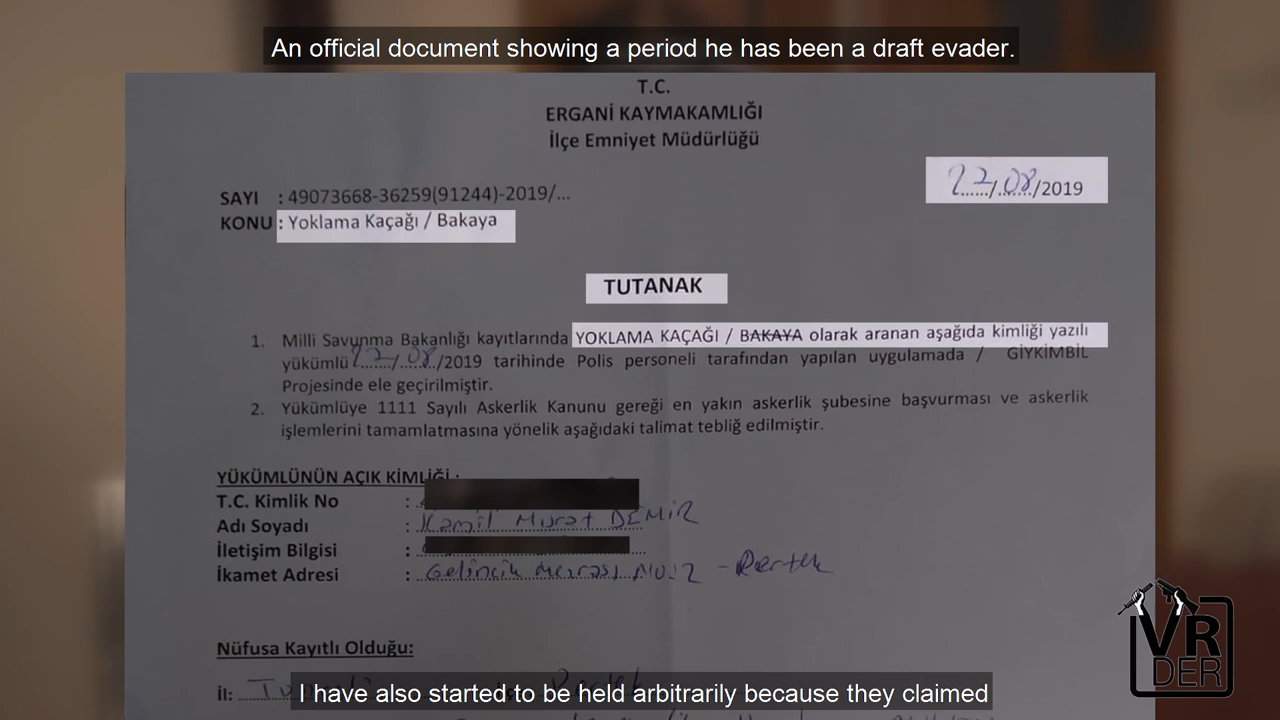 An official document showing a period he has been a draft evader.
T.C.
ERGANİ KAYMAKAMLIĞI
İlçe Emniyet Müdürlüğü
22/08/2019
SAYI : 49073668-36259(91244)-2019/...
KONU : Yoklama Kaçağı / Bakaya
TUTANAK
1. Milli Savunma Bakanlığı kayıtlarında YOKLAMA KAÇAĞI / BAKAYA olarak aranan aşağıda kimliği yazılı
yükümlü 22/08/2019 tarihinde Polis personeli tarafından yapılan uygulamada / GİYKİMBİL
Projesinde ele geçirilmiştir.
2. Yükümlüye 1111 Sayılı Askerlik Kanunu gereği en yakın askerlik şubesine başvurması ve askerlik
işlemlerini tamamlatmasına yönelik aşağıdaki talimat tebliğ edilmiştir.
YÜKÜMLÜNÜN AÇIK KİMLİĞİ :
T.C. Kimlik No :
Adı Soyadı : Kamil Murat DEMİR
İletişim Bilgisi :
İkamet Adresi : Gelincik Mezrası No:2 - Pertek
Nüfusa Kayıtlı Olduğu:
İl:
I have also started to be held arbitrarily because they claimed
VR
DER